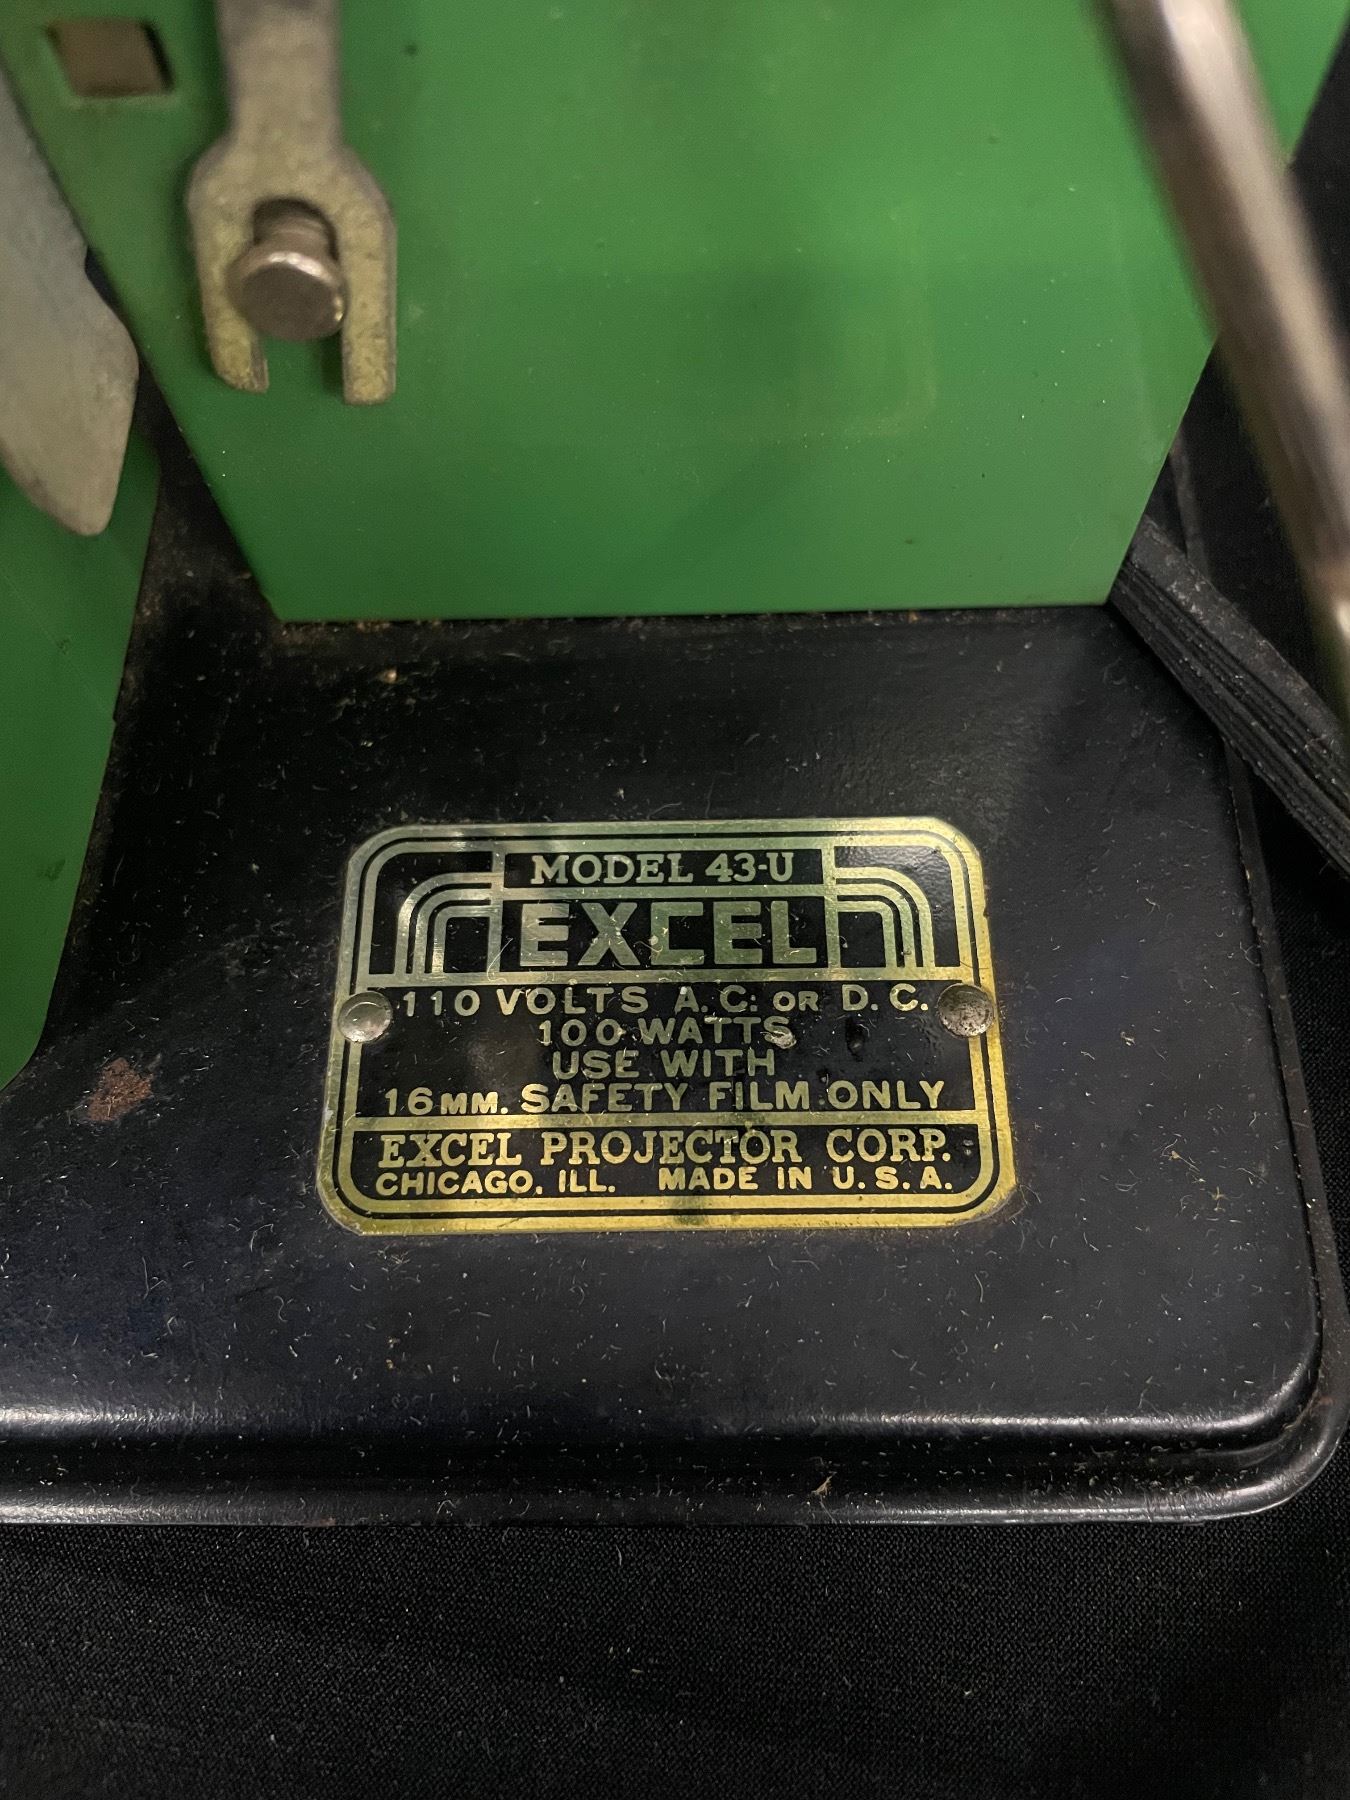 MODEL 43-U
EXCEL
110 VOLTS A.C. OR D.C.
100 WATTS
USE WITH
16MM. SAFETY FILM ONLY
EXCEL PROJECTOR CORP.
CHICAGO, ILL. MADE IN U.S.A.